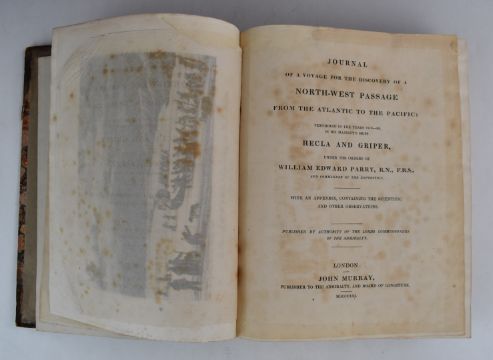 JOURNAL
OF A VOYAGE FOR THE DISCOVERY OF A
NORTH-WEST PASSAGE
FROM THE ATLANTIC TO THE PACIFIC;
PERFORMED IN THE YEARS 1819-20,
IN HIS MAJESTY'S SHIPS
HECLA AND GRIPER,
UNDER THE ORDERS OF
WILLIAM EDWARD PARRY, R.N., F.R.S.,
AND COMMANDER OF THE EXPEDITION.
WITH AN APPENDIX, CONTAINING THE SCIENTIFIC
AND OTHER OBSERVATIONS.
PUBLISHED BY AUTHORITY OF THE LORDS COMMISSIONERS
OF THE ADMIRALTY.
LONDON:
JOHN MURRAY,
PUBLISHER TO THE ADMIRALTY, AND BOARD OF LONGITUDE.
MDCCCXXI.